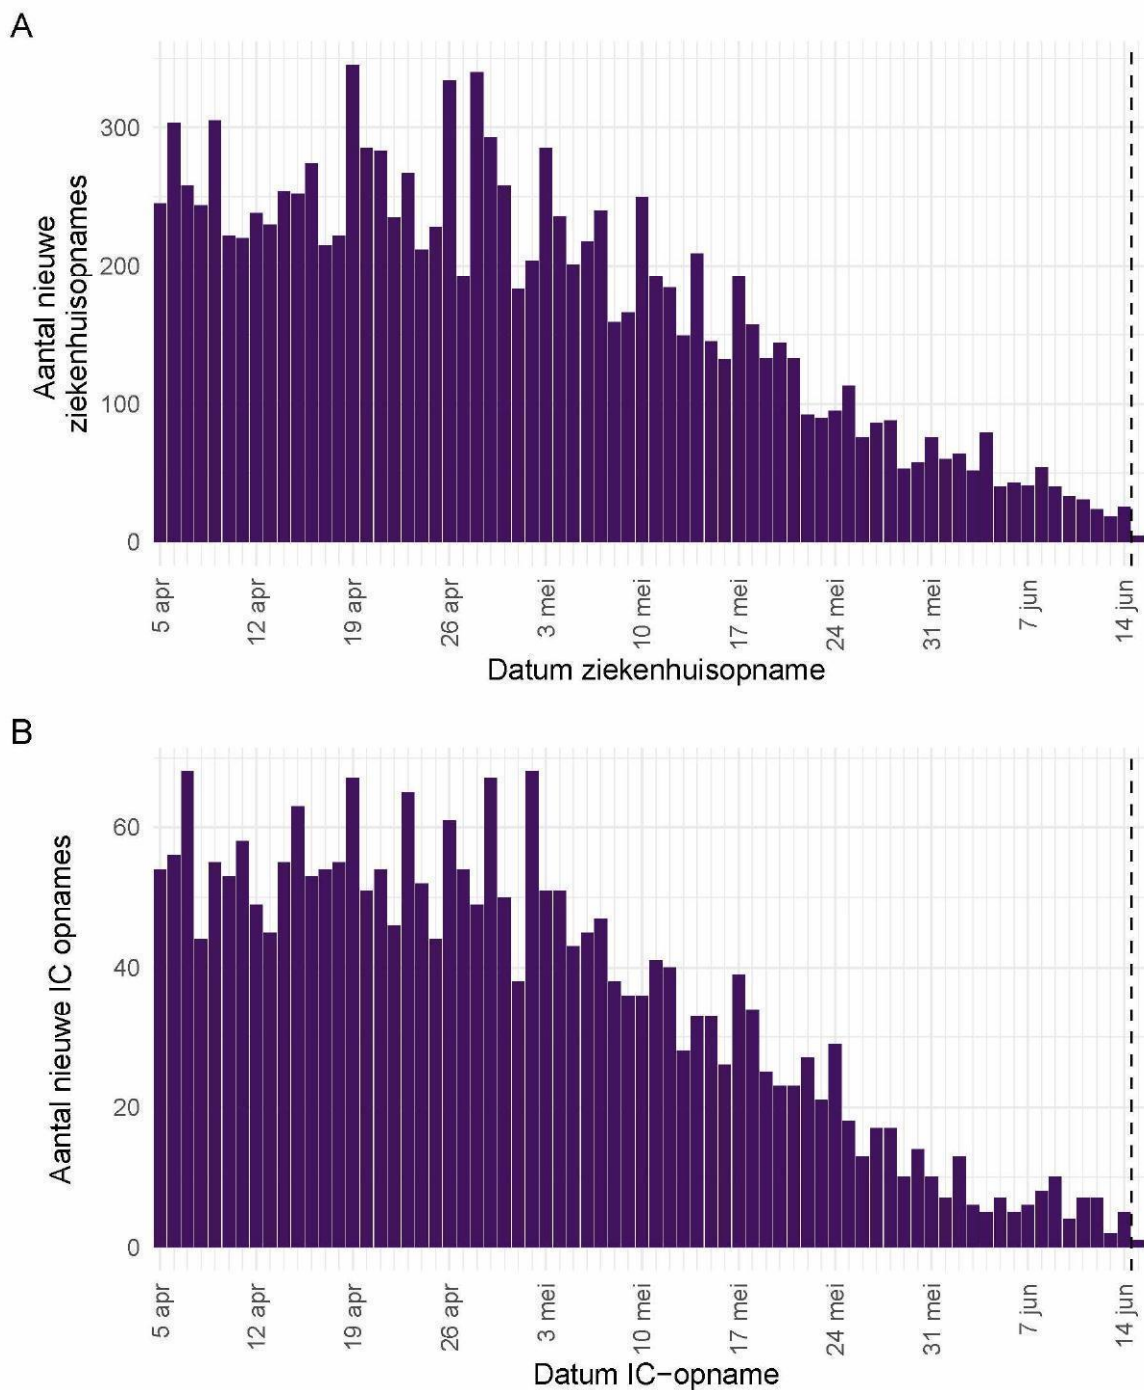 A
Aantal nieuwe
ziekenhuisopnames
300
200
100
0
5 apr
12 apr
19 apr
26 apr
3 mei
10 mei
17 mei
24 mei
31 mei
7 jun
14 jun
Datum ziekenhuisopname
B
Aantal nieuwe IC opnames
60
40
20
0
5 apr
12 apr
19 apr
26 apr
3 mei
10 mei
17 mei
24 mei
31 mei
7 jun
14 jun
Datum IC−opname